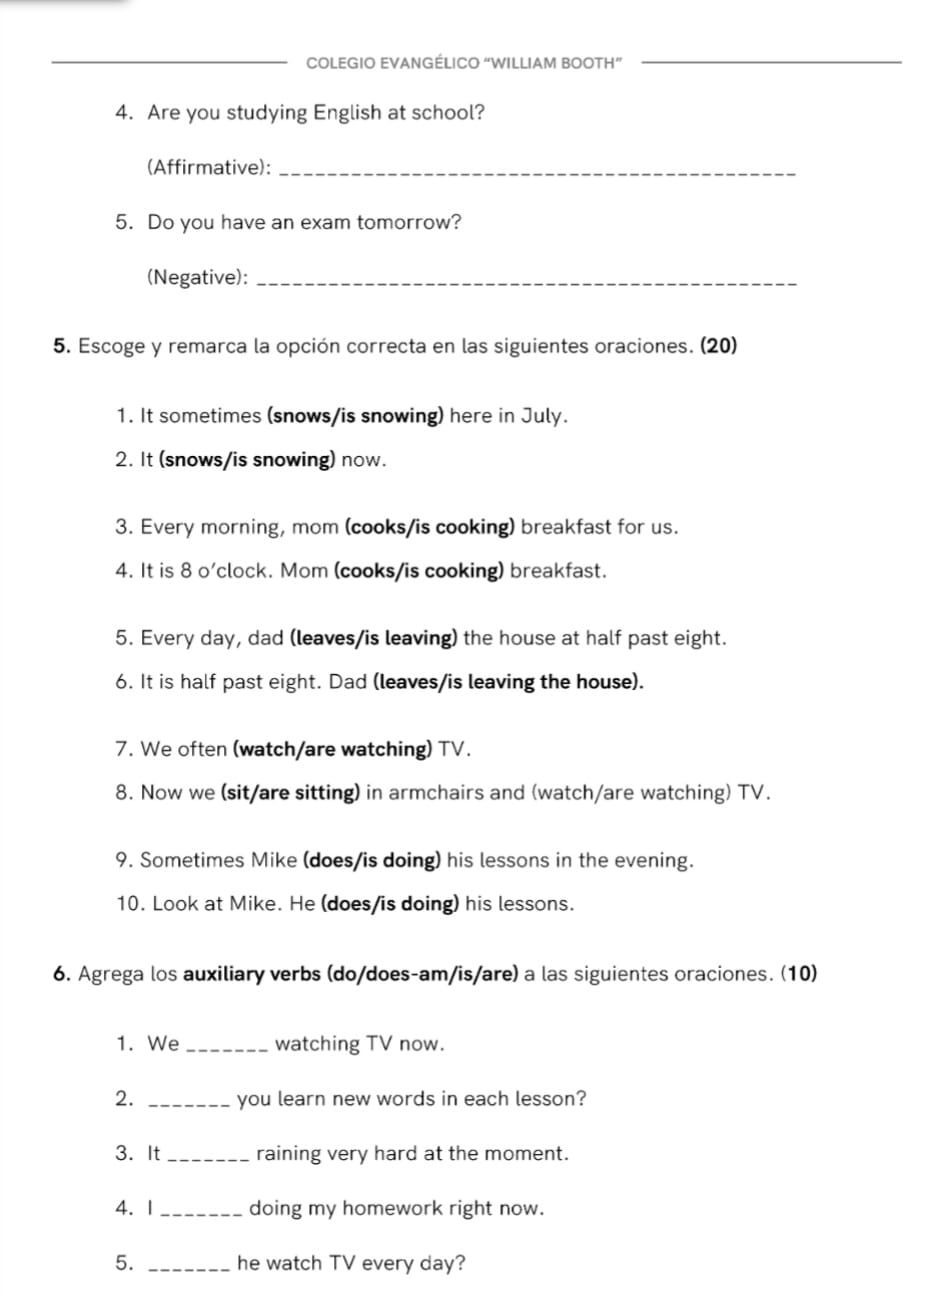 COLEGIO EVANGÉLICO “WILLIAM BOOTH”
4. Are you studying English at school?
(Affirmative): ___________________________________________
5. Do you have an exam tomorrow?
(Negative): _____________________________________________
5. Escoge y remarca la opción correcta en las siguientes oraciones. (20)
1. It sometimes (snows/is snowing) here in July.
2. It (snows/is snowing) now.
3. Every morning, mom (cooks/is cooking) breakfast for us.
4. It is 8 o’clock. Mom (cooks/is cooking) breakfast.
5. Every day, dad (leaves/is leaving) the house at half past eight.
6. It is half past eight. Dad (leaves/is leaving the house).
7. We often (watch/are watching) TV.
8. Now we (sit/are sitting) in armchairs and (watch/are watching) TV.
9. Sometimes Mike (does/is doing) his lessons in the evening.
10. Look at Mike. He (does/is doing) his lessons.
6. Agrega los auxiliary verbs (do/does-am/is/are) a las siguientes oraciones. (10)
1. We _______ watching TV now.
2. _______ you learn new words in each lesson?
3. It _______ raining very hard at the moment.
4. I _______ doing my homework right now.
5. _______ he watch TV every day?